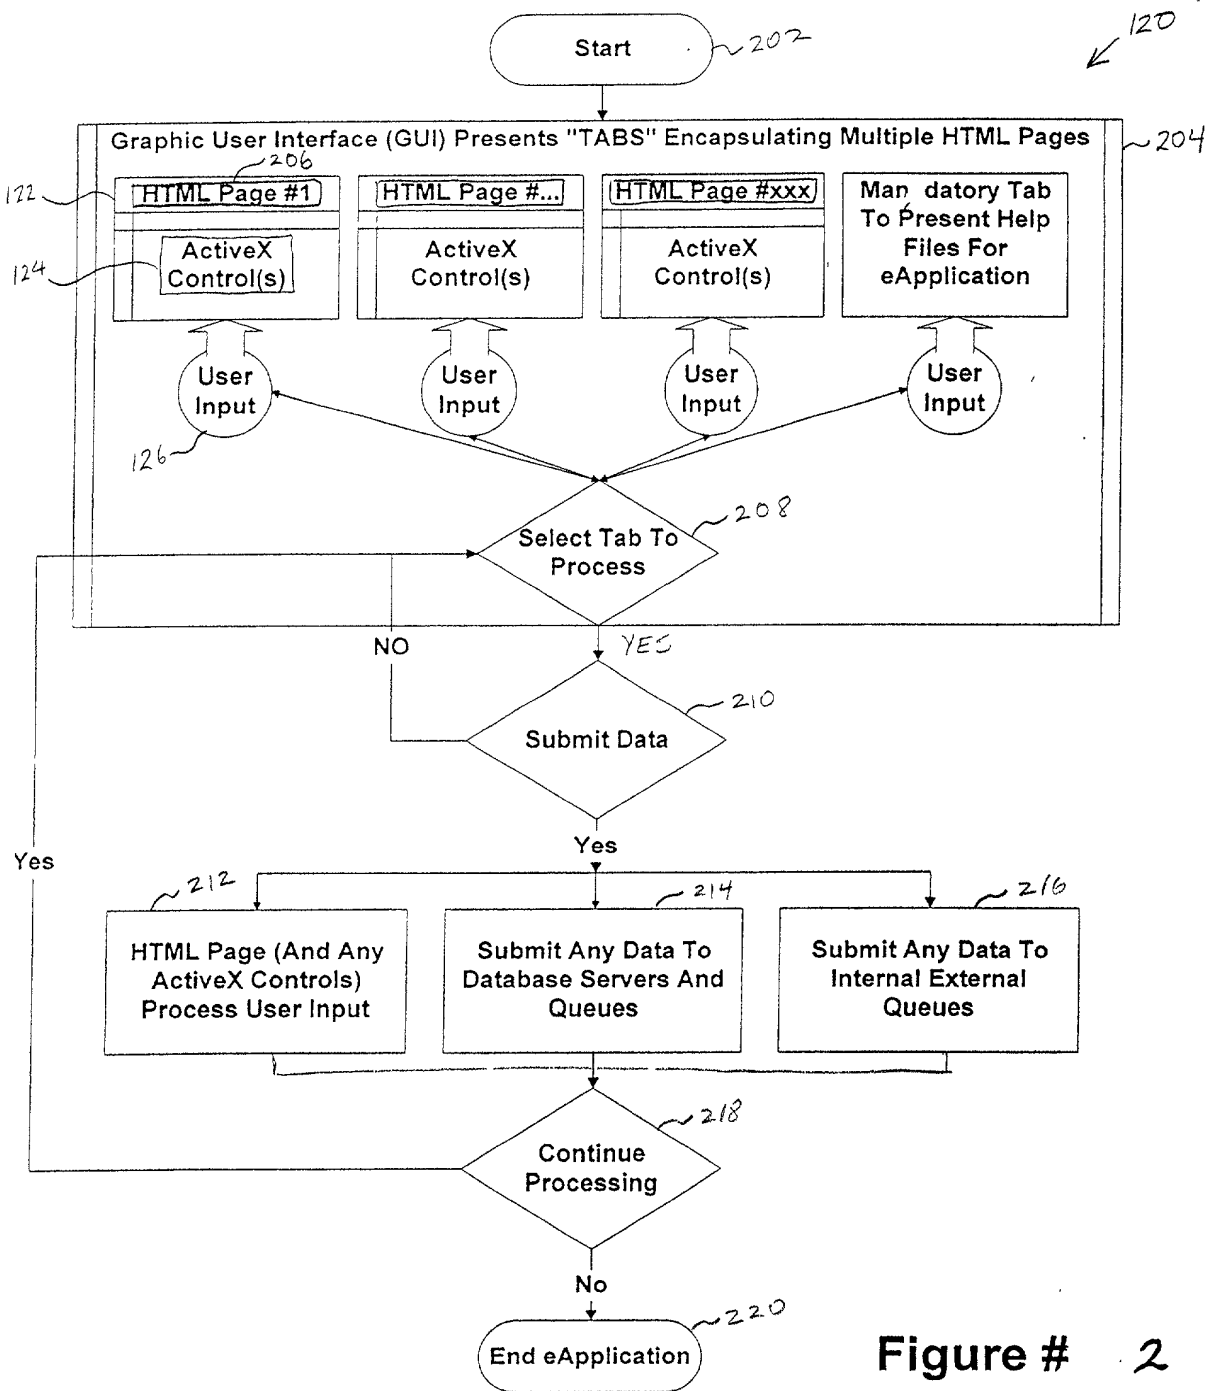 120
Start
202
Graphic User Interface (GUI) Presents "TABS" Encapsulating Multiple HTML Pages
204
206
122
HTML Page #1
HTML Page #...
HTML Page #xxx
Man datory Tab
To Present Help
Files For
eApplication
124
ActiveX
Control(s)
ActiveX
Control(s)
ActiveX
Control(s)
User
Input
User
Input
User
Input
User
Input
126
208
Select Tab To
Process
NO
YES
210
Submit Data
Yes
Yes
212
214
216
HTML Page (And Any
ActiveX Controls)
Process User Input
Submit Any Data To
Database Servers And
Queues
Submit Any Data To
Internal External
Queues
218
Continue
Processing
No
220
End eApplication
Figure # 2